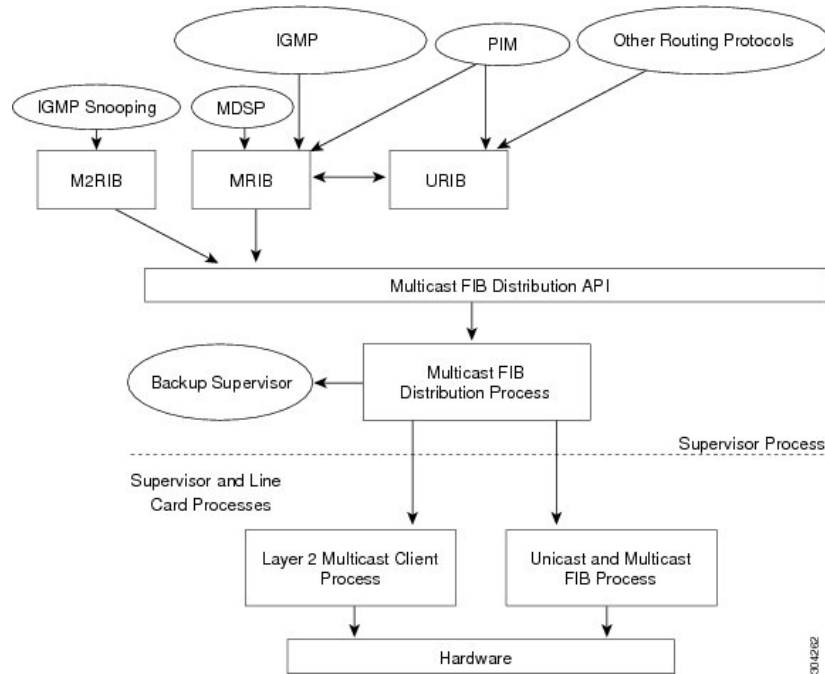 IGMP
PIM
Other Routing Protocols
IGMP Snooping
MDSP
M2RIB
MRIB
URIB
Multicast FIB Distribution API
Backup Supervisor
Multicast FIB
Distribution Process
Supervisor Process
Supervisor and Line
Card Processes
Layer 2 Multicast Client
Process
Unicast and Multicast
FIB Process
Hardware
304262